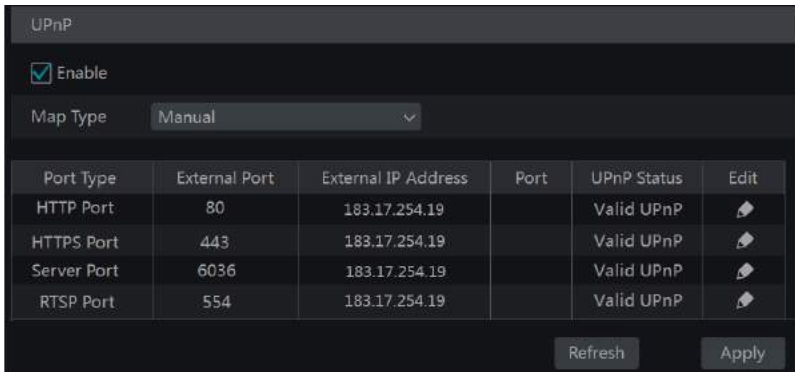 UPnP
Enable
Map Type Manual
Port Type External Port External IP Address Port UPnP Status Edit
HTTP Port 80 183.17.254.19 Valid UPnP
HTTPS Port 443 183.17.254.19 Valid UPnP
Server Port 6036 183.17.254.19 Valid UPnP
RTSP Port 554 183.17.254.19 Valid UPnP
Refresh Apply